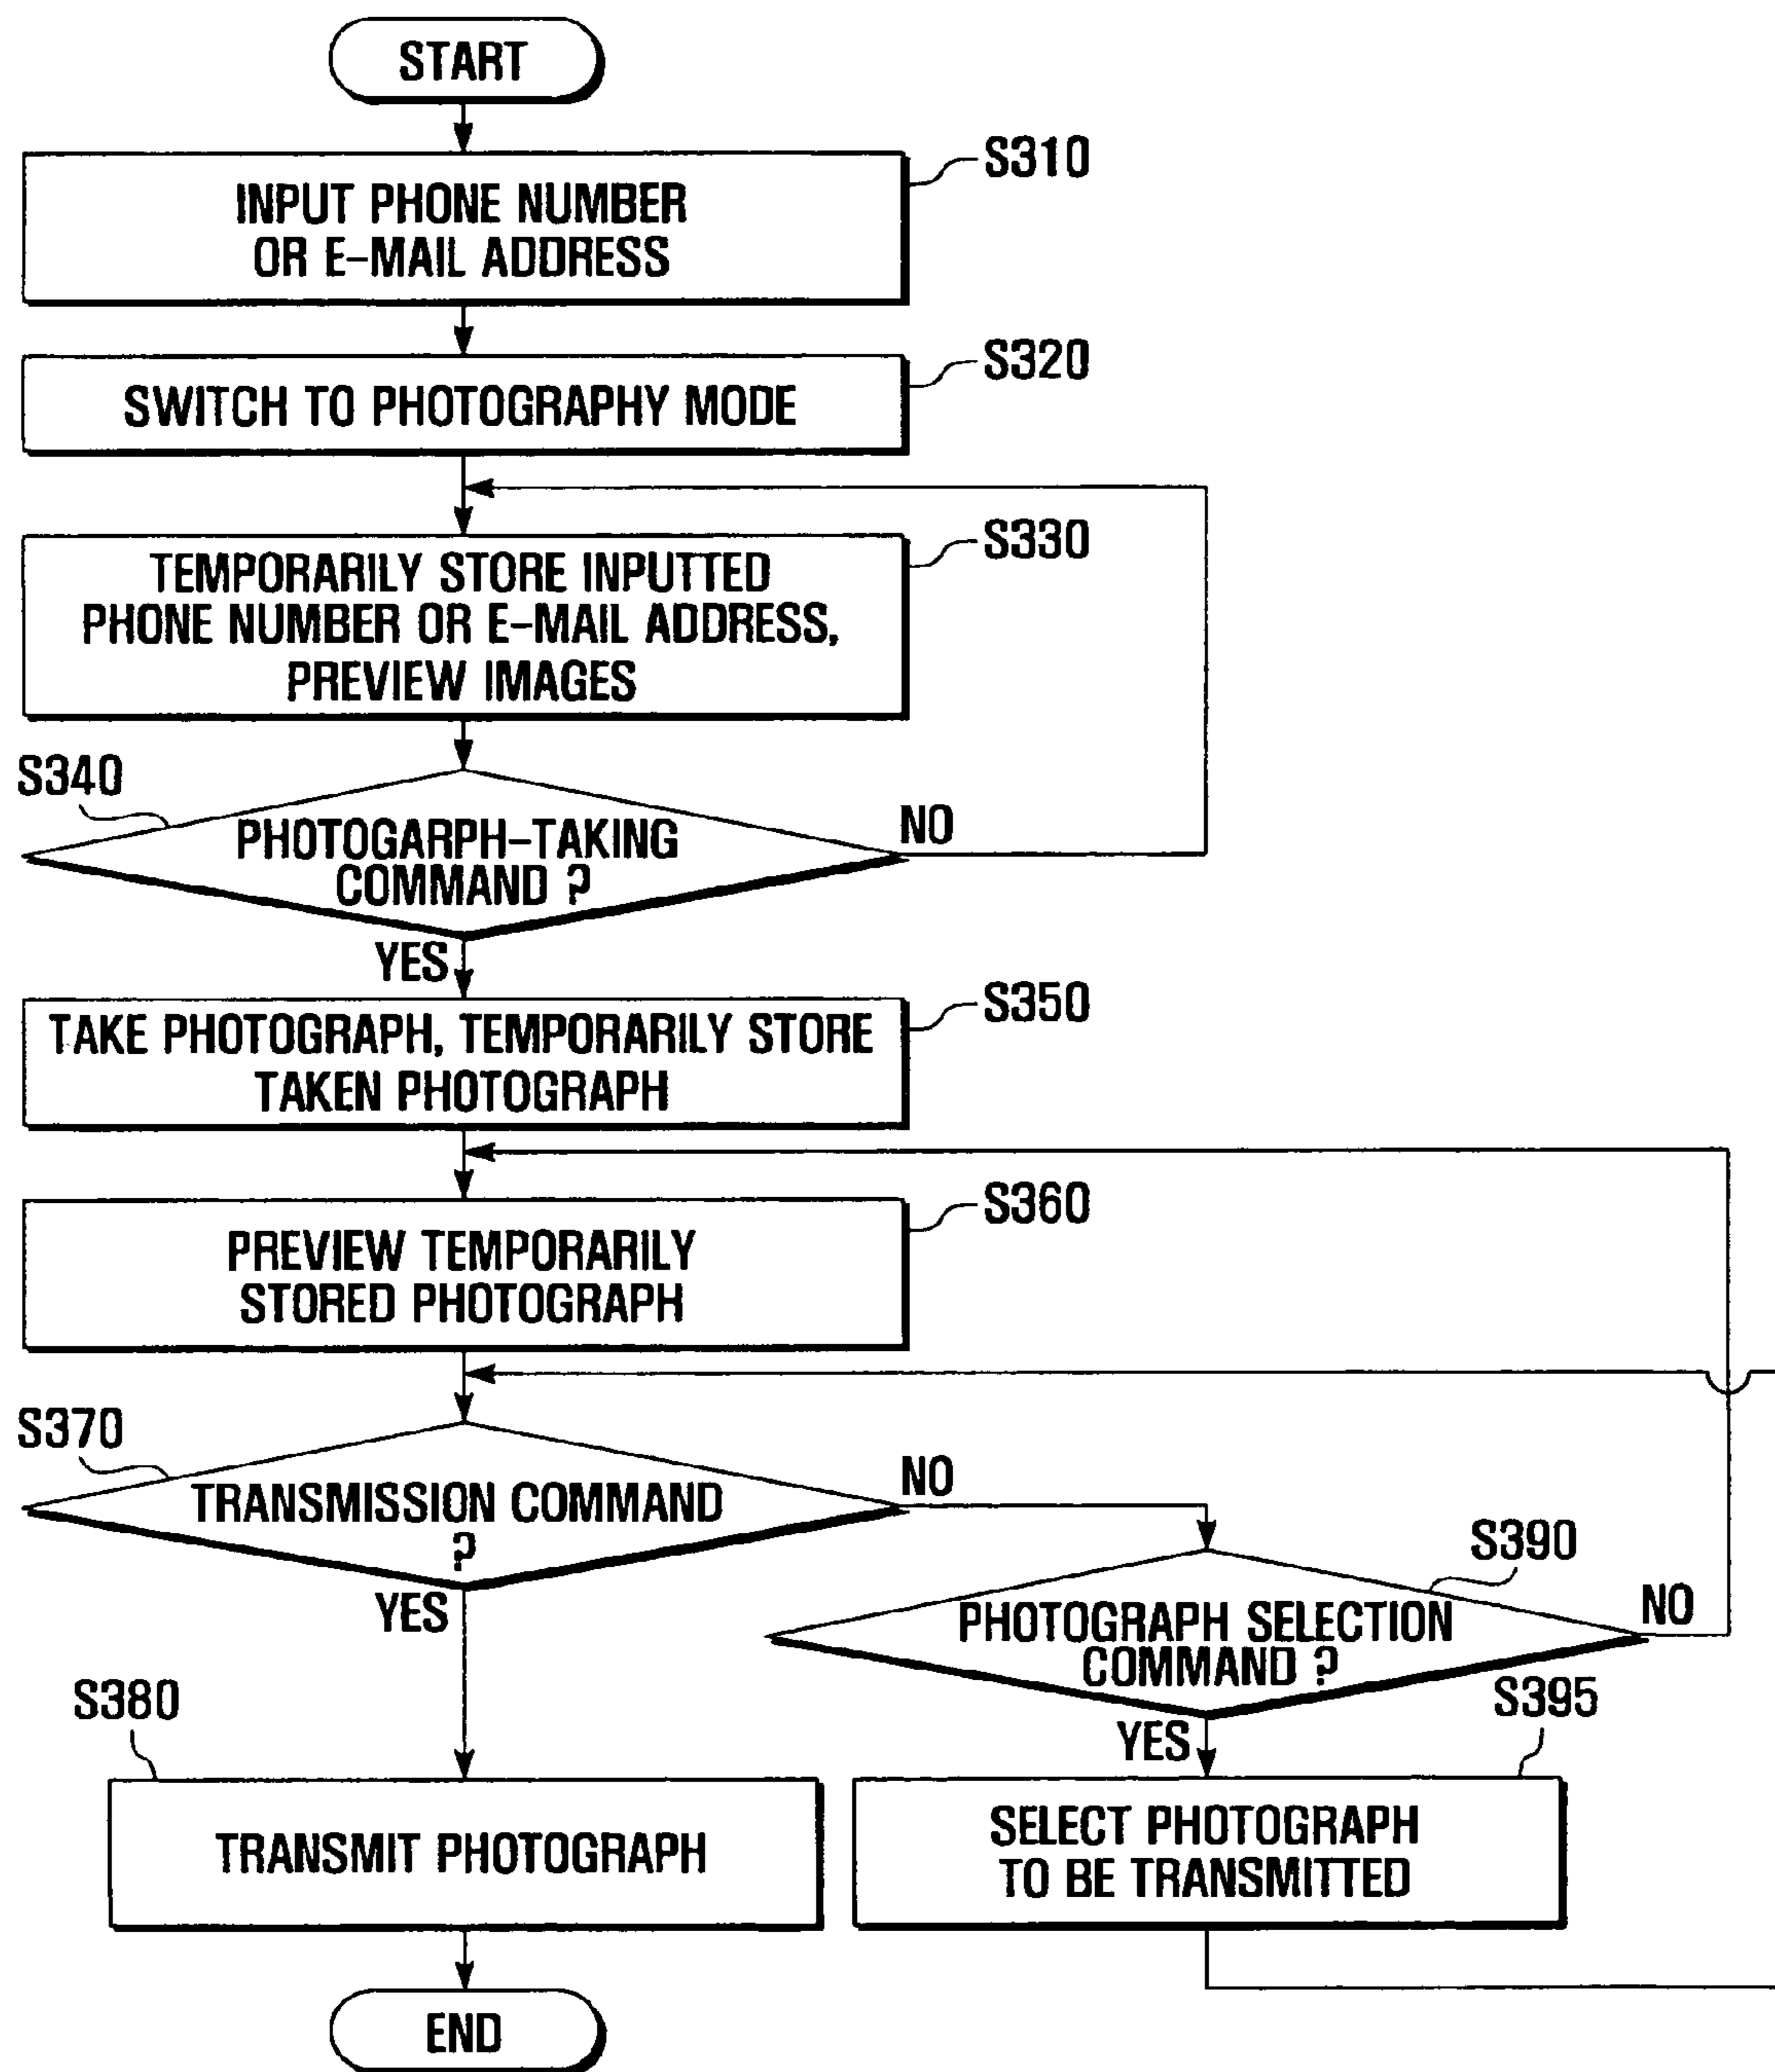 START
S310
INPUT PHONE NUMBER
OR E-MAIL ADDRESS
S320
SWITCH TO PHOTOGRAPHY MODE
S330
TEMPORARILY STORE INPUTTED
PHONE NUMBER OR E-MAIL ADDRESS,
PREVIEW IMAGES
S340
PHOTOGARPH-TAKING
COMMAND ?
NO
YES
S350
TAKE PHOTOGRAPH, TEMPORARILY STORE
TAKEN PHOTOGRAPH
S360
PREVIEW TEMPORARILY
STORED PHOTOGRAPH
S370
TRANSMISSION COMMAND
?
NO
YES
S390
PHOTOGRAPH SELECTION
COMMAND ?
NO
YES
S380
TRANSMIT PHOTOGRAPH
S395
SELECT PHOTOGRAPH
TO BE TRANSMITTED
END